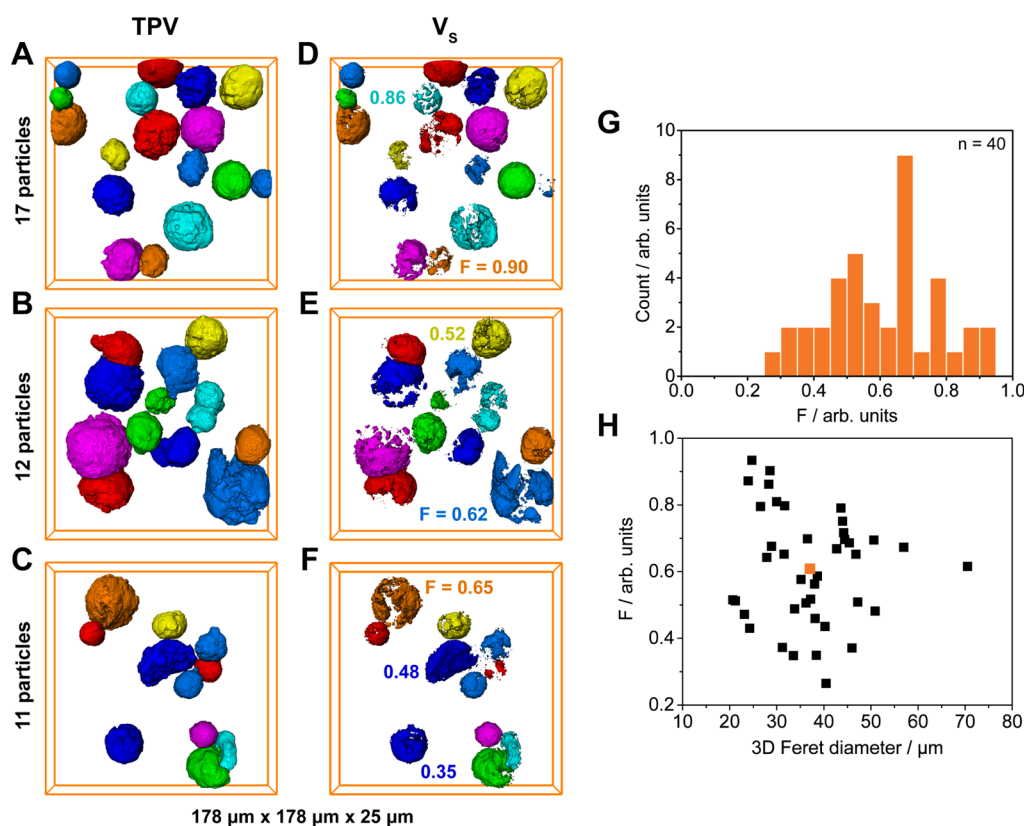 TPV
V_S
A
D
17 particles
0.86
F = 0.90
B
E
12 particles
0.52
F = 0.62
C
F
11 particles
F = 0.65
0.48
0.35
178 µm x 178 µm x 25 µm
G
n = 40
Count / arb. units
10
8
6
4
2
0
0.0 0.2 0.4 0.6 0.8 1.0
F / arb. units
H
F / arb. units
1.0
0.8
0.6
0.4
0.2
10 20 30 40 50 60 70 80
3D Feret diameter / µm